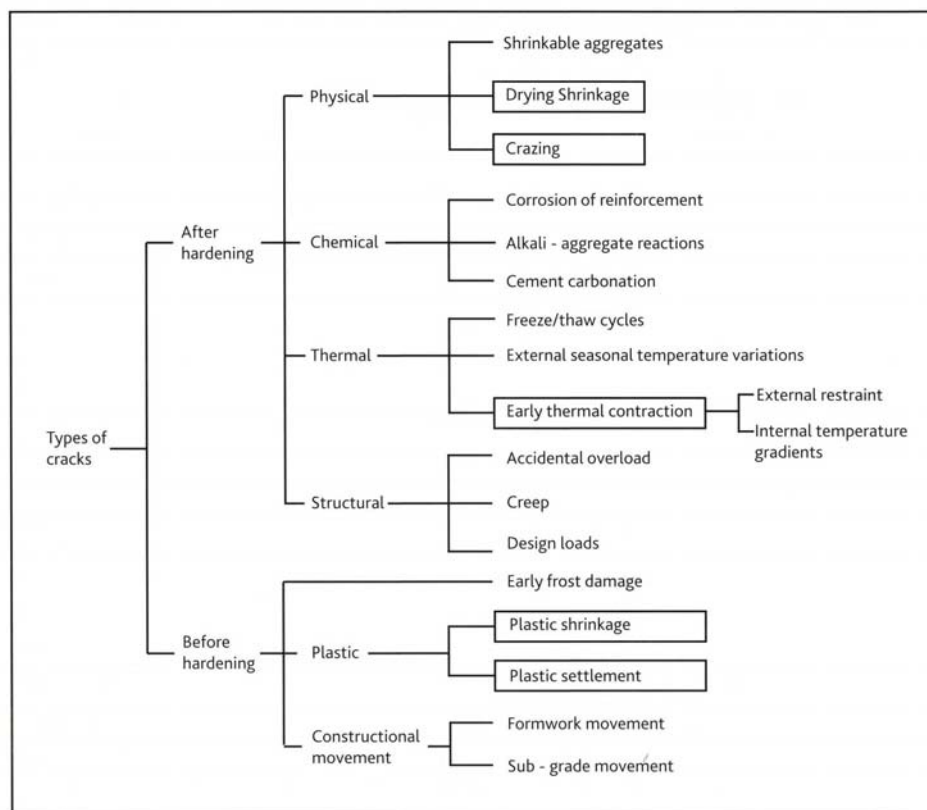 Shrinkable aggregates
Physical
Drying Shrinkage
Crazing
Corrosion of reinforcement
After
hardening
Chemical
Alkali - aggregate reactions
Cement carbonation
Freeze/thaw cycles
Thermal
External seasonal temperature variations
Early thermal contraction
External restraint
Internal temperature
gradients
Types of
cracks
Accidental overload
Structural
Creep
Design loads
Early frost damage
Before
hardening
Plastic
Plastic shrinkage
Plastic settlement
Constructional
movement
Formwork movement
Sub - grade movement